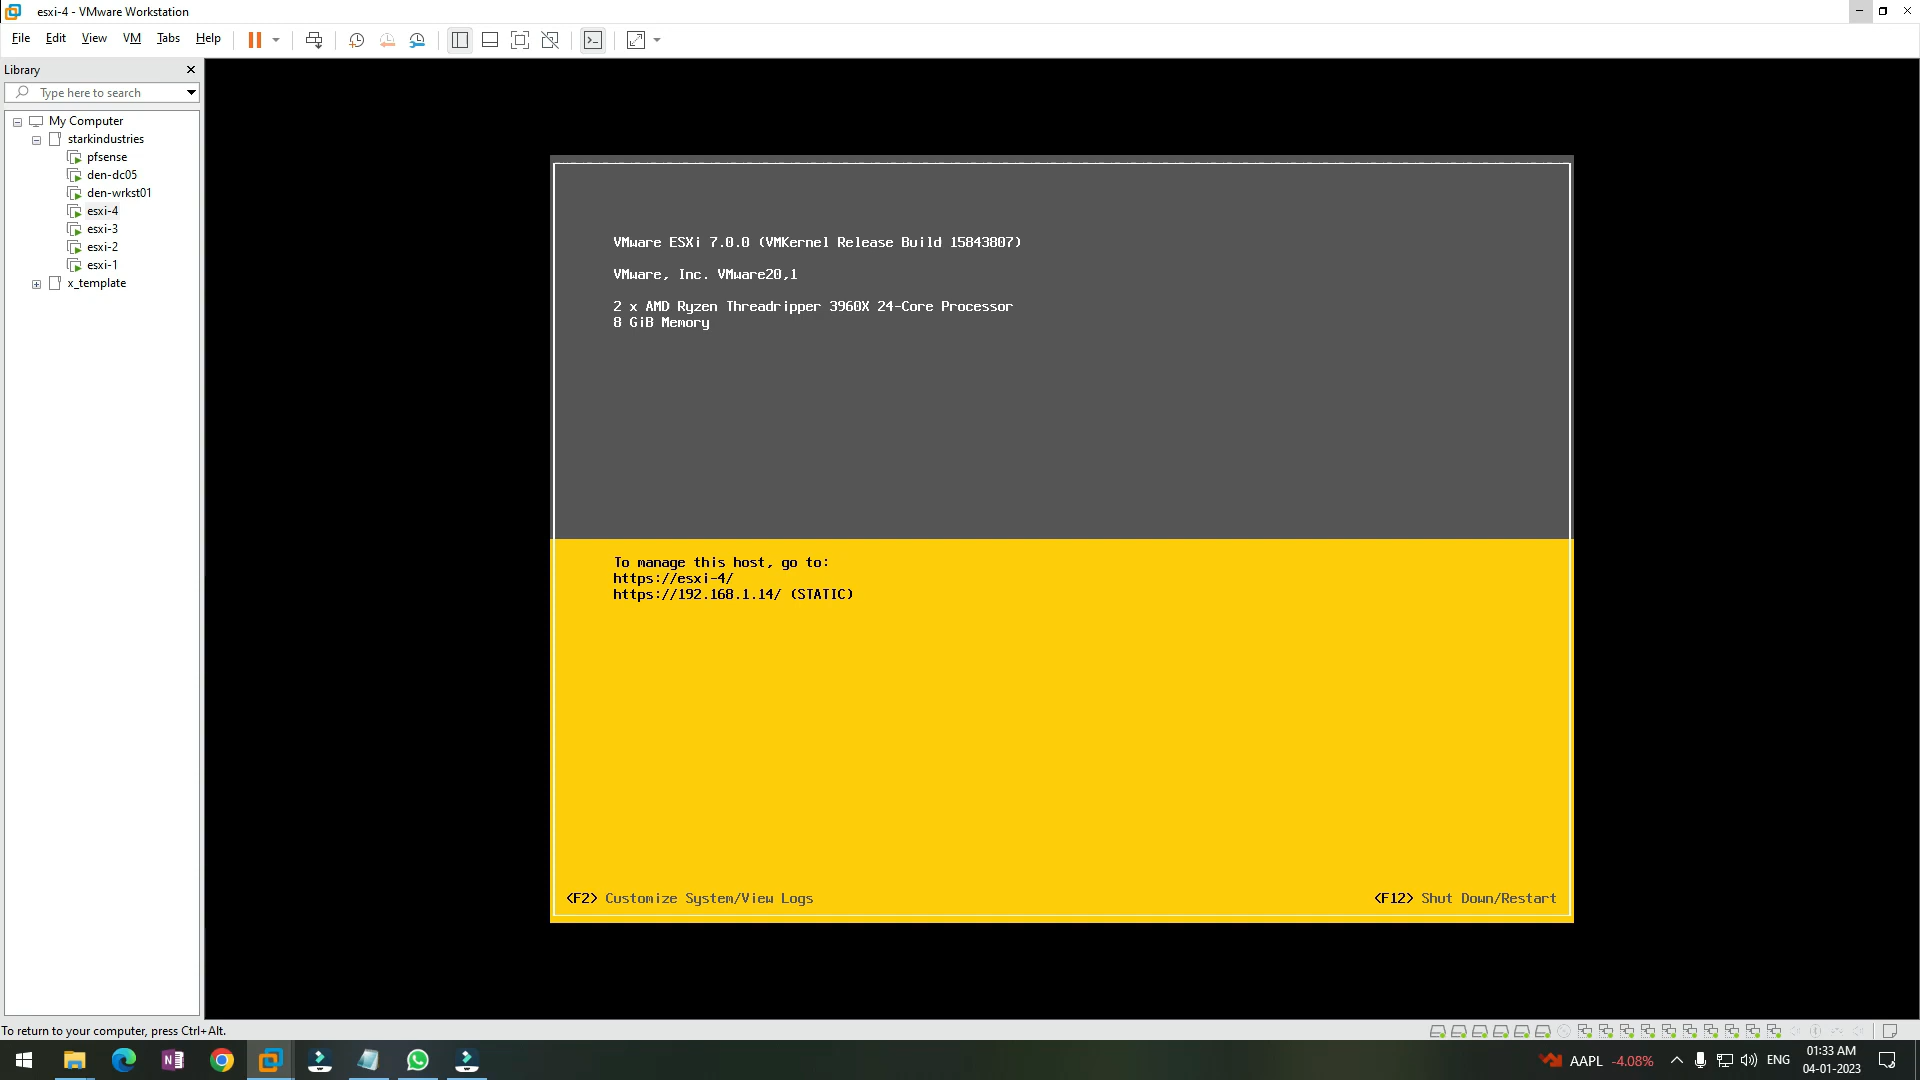 esxi-4 - VMware Workstation
File Edit View VM Tabs Help
Library
Type here to search
My Computer
starkindustries
pfsense
den-dc05
den-wrkst01
esxi-4
esxi-3
esxi-2
esxi-1
x_template
VMware ESXi 7.0.0 (VMKernel Release Build 15843807)
VMware, Inc. VMware20,1
2 x AMD Ryzen Threadripper 3960X 24-Core Processor
8 GiB Memory
To manage this host, go to:
https://esxi-4/
https://192.168.1.14/ (STATIC)
<F2> Customize System/View Logs
<F12> Shut Down/Restart
To return to your computer, press Ctrl+Alt.
AAPL -4.08%
ENG
01:33 AM
04-01-2023